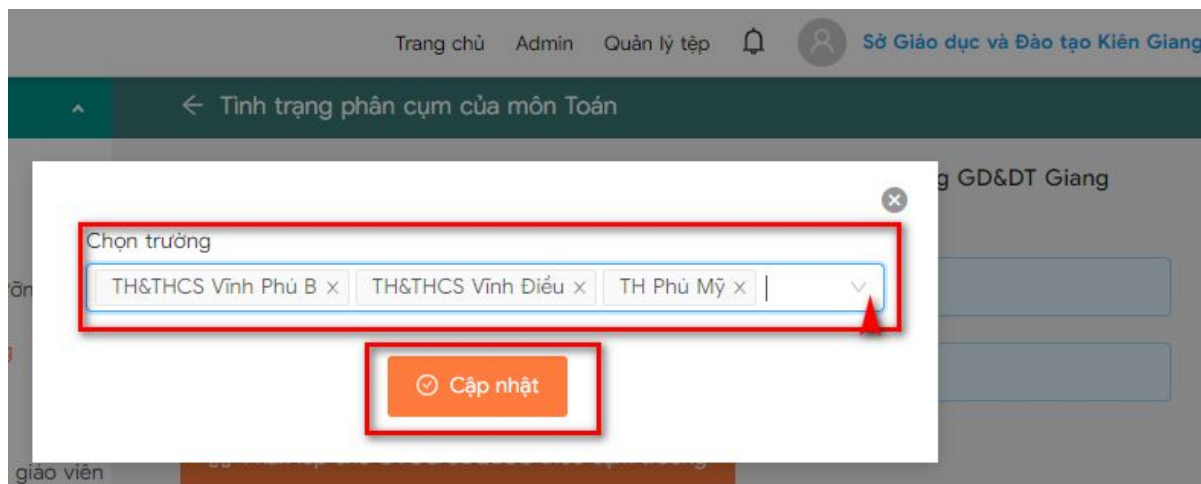 Trang chủ Admin Quản lý tệp Sở Giáo dục và Đào tạo Kiên Giang
← Tình trạng phân cụm của môn Toán
g GD&DT Giang
Chọn trường
TH&THCS Vĩnh Phú B × TH&THCS Vĩnh Điều × TH Phú Mỹ ×
Cập nhật
giáo viên